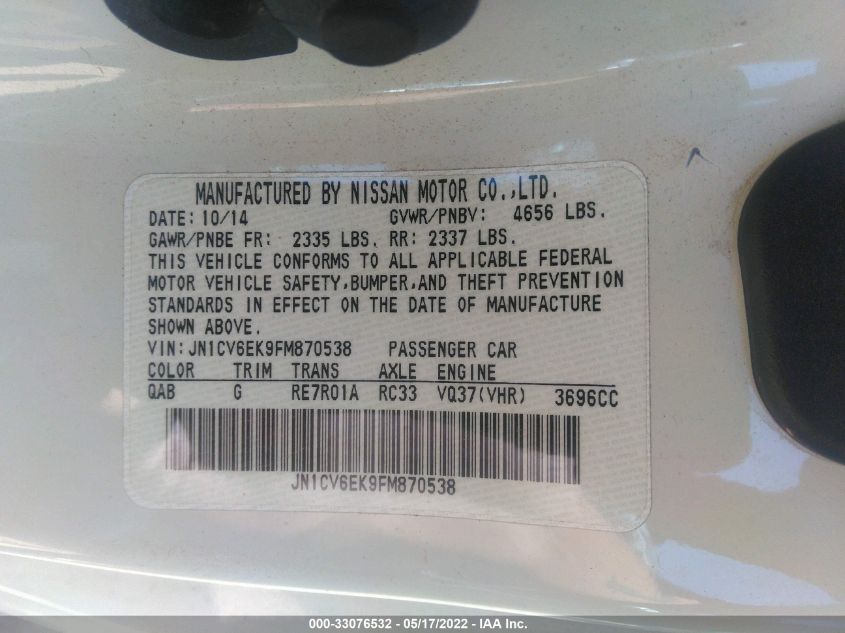 MANUFACTURED BY NISSAN MOTOR CO.,LTD.
DATE: 10/14 GVWR/PNBV: 4656 LBS.
GAWR/PNBE FR: 2335 LBS. RR: 2337 LBS.
THIS VEHICLE CONFORMS TO ALL APPLICABLE FEDERAL
MOTOR VEHICLE SAFETY,BUMPER,AND THEFT PREVENTION
STANDARDS IN EFFECT ON THE DATE OF MANUFACTURE
SHOWN ABOVE.
VIN:JN1CV6EK9FM870538 PASSENGER CAR
COLOR TRIM TRANS AXLE ENGINE
QAB G RE7R01A RC33 VQ37(VHR) 3696CC
JN1CV6EK9FM870538
000-33076532 — 05/17/2022 — IAA Inc.